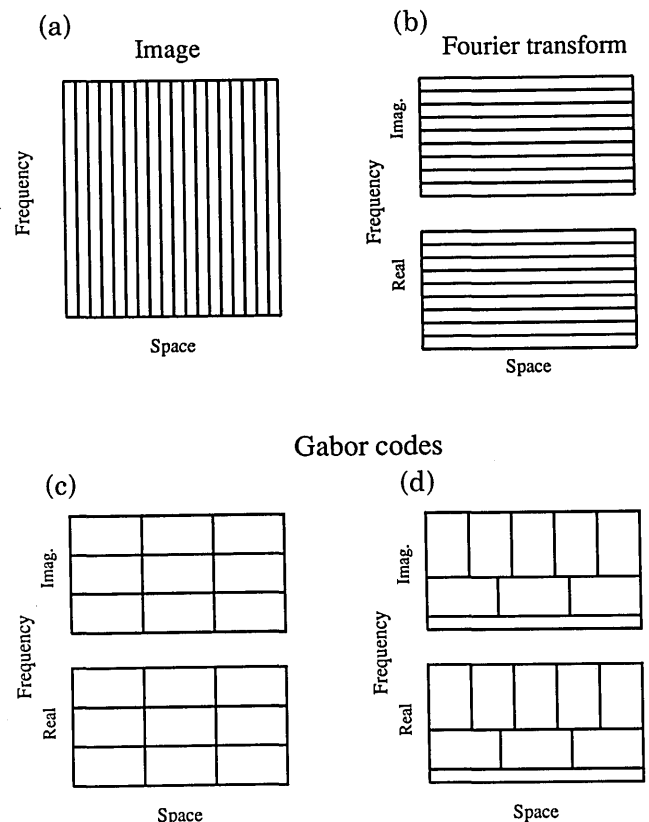 (a)
Image
Frequency
Space
(b)
Fourier transform
Imag.
Frequency
Real
Space
Gabor codes
(c)
Imag.
Frequency
Real
Space
(d)
Imag.
Frequency
Real
Space